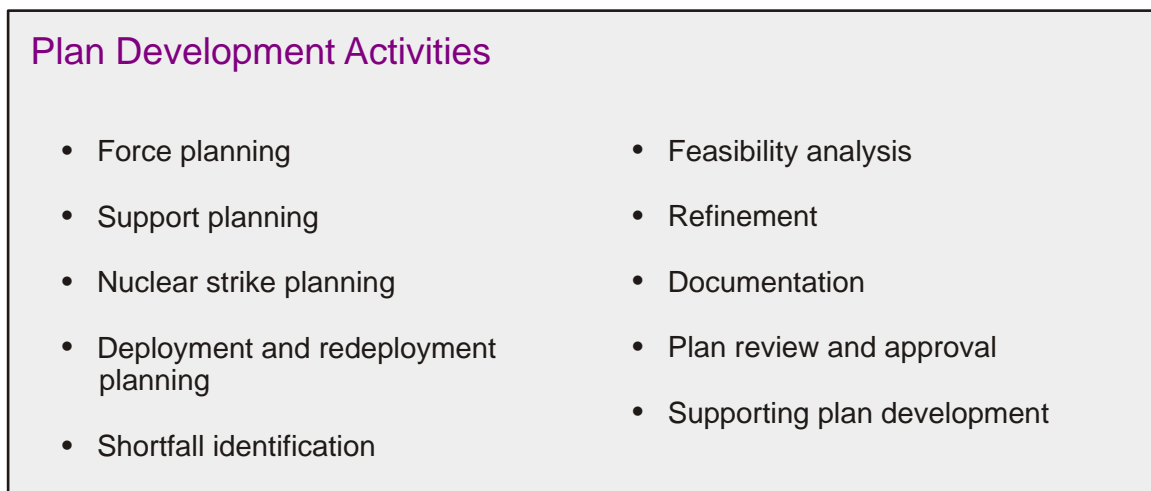 Plan Development Activities
• Force planning
• Support planning
• Nuclear strike planning
• Deployment and redeployment
planning
• Shortfall identification
• Feasibility analysis
• Refinement
• Documentation
• Plan review and approval
• Supporting plan development